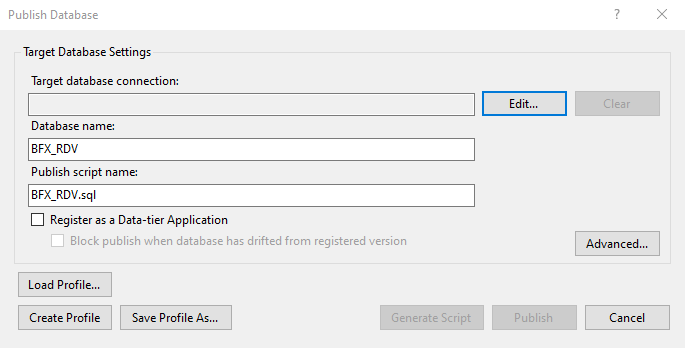 Publish Database
Target Database Settings
Target database connection:
Edit...
Clear
Database name:
BFX_RDV
Publish script name:
BFX_RDV.sql
Register as a Data-tier Application
Block publish when database has drifted from registered version
Advanced...
Load Profile...
Create Profile
Save Profile As...
Generate Script
Publish
Cancel